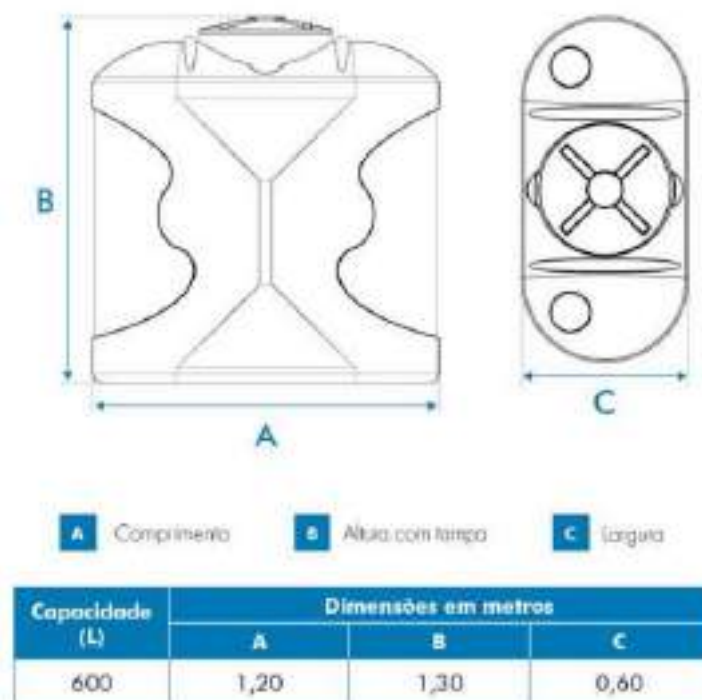 B
A
C
A Comprimento B Altura com tampa C Largura
Capacidade (L) Dimensões em metros
A B C
600 1,20 1,30 0,60